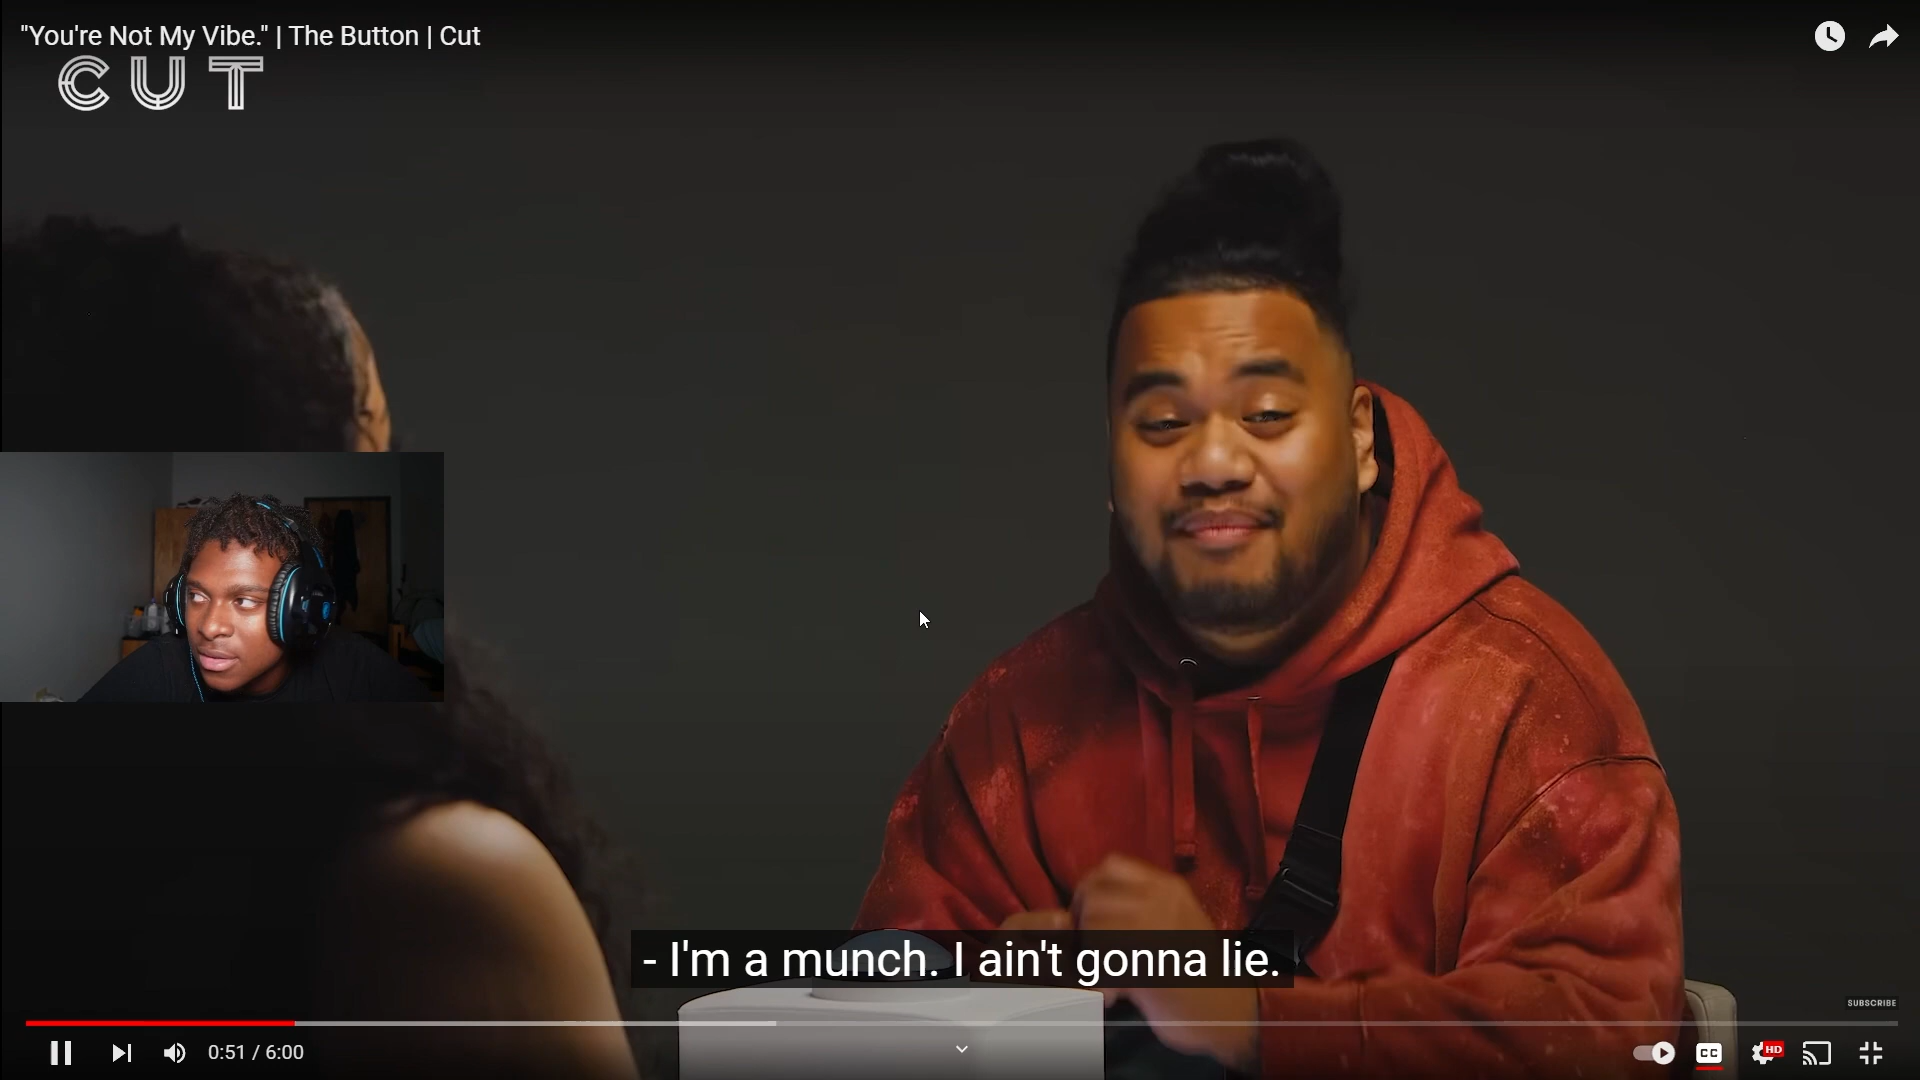 "You're Not My Vibe." | The Button | Cut
CUT
- I'm a munch. I ain't gonna lie.
SUBSCRIBE
0:51 / 6:00
CC
HD